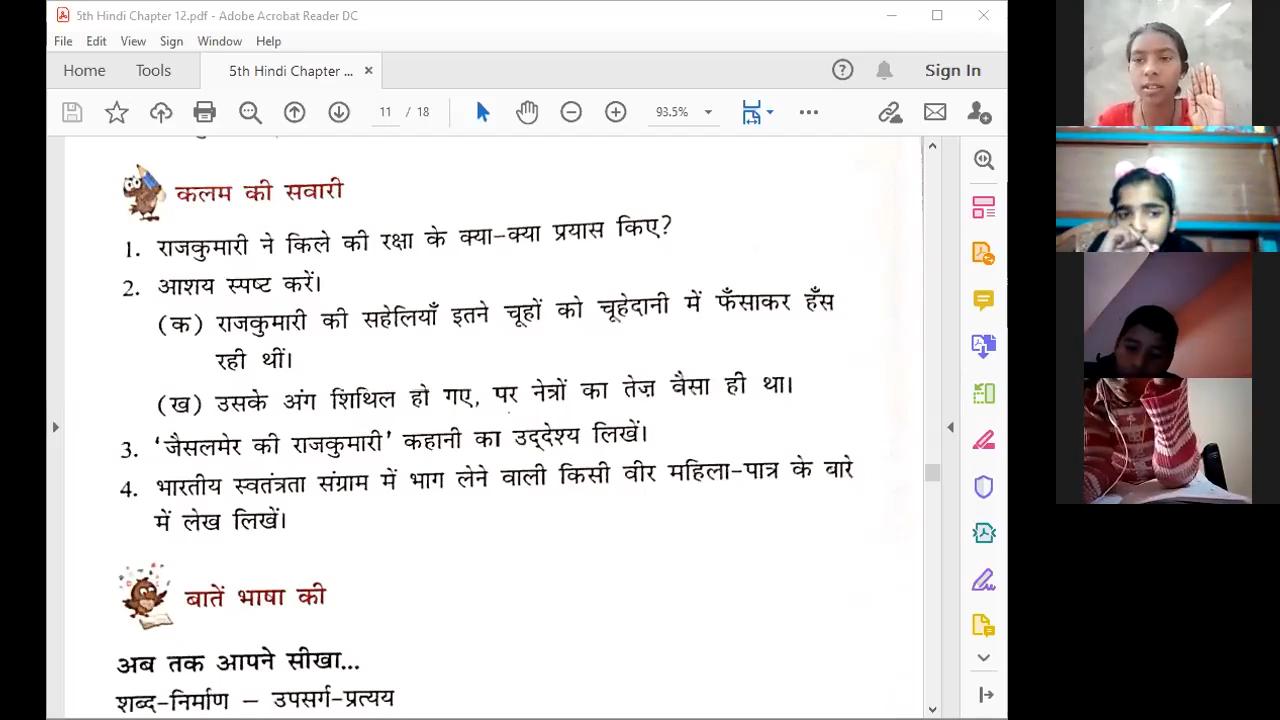 5th Hindi Chapter 12.pdf - Adobe Acrobat Reader DC
File Edit View Sign Window Help
Home Tools 5th Hindi Chapter ... × Sign In
11 / 18 93.5%
कलम की सवारी
1. राजकुमारी ने किले की रक्षा के क्या-क्या प्रयास किए?
2. आशय स्पष्ट करें।
(क) राजकुमारी की सहेलियाँ इतने चूहों को चूहेदानी में फँसाकर हँस
रही थीं।
(ख) उसके अंग शिथिल हो गए, पर नेत्रों का तेज़ वैसा ही था।
3. 'जैसलमेर की राजकुमारी' कहानी का उद्देश्य लिखें।
4. भारतीय स्वतंत्रता संग्राम में भाग लेने वाली किसी वीर महिला-पात्र के बारे
में लेख लिखें।
बातें भाषा की
अब तक आपने सीखा...
शब्द-निर्माण – उपसर्ग-प्रत्यय